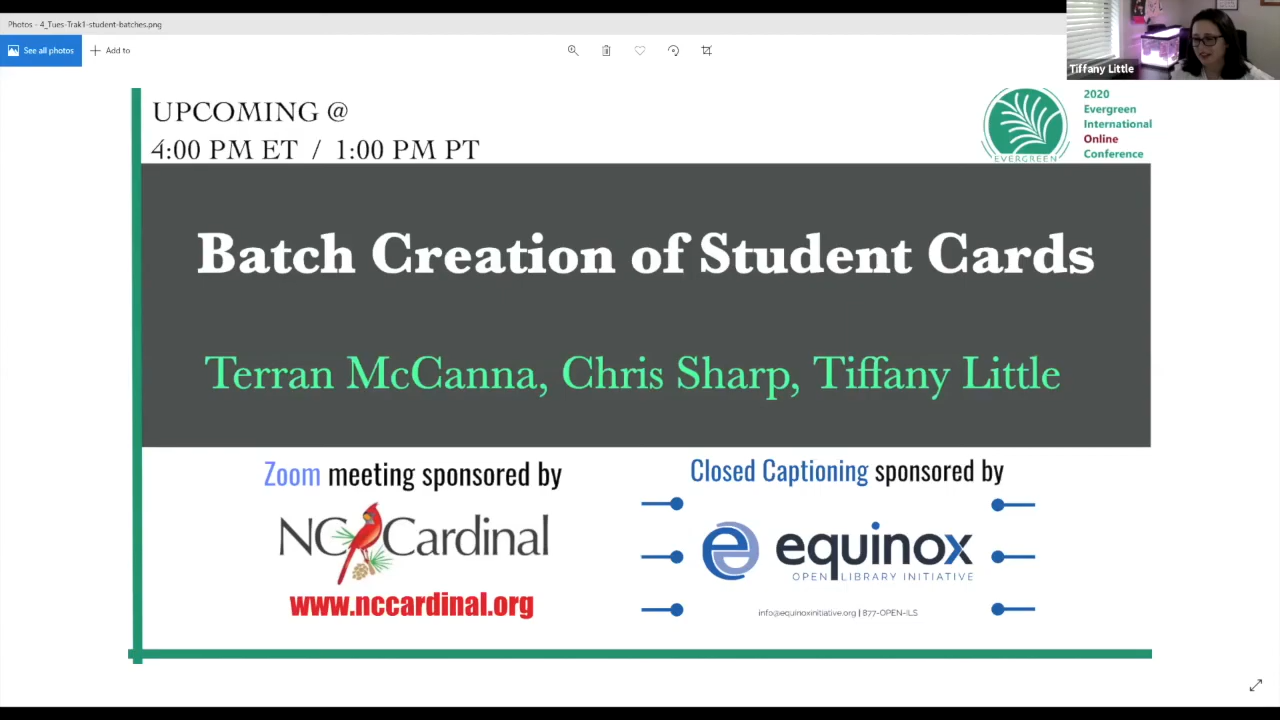 Photos - 4_Tues-Trak1-student-batches.png
See all photos
Add to
Tiffany Little
UPCOMING @
4:00 PM ET / 1:00 PM PT
EVERGREEN
2020
Evergreen
International
Online
Conference
Batch Creation of Student Cards
Terran McCanna, Chris Sharp, Tiffany Little
Zoom meeting sponsored by
NC Cardinal
www.nccardinal.org
Closed Captioning sponsored by
equinox
OPEN LIBRARY INITIATIVE
info@equinoxinitiative.org | 877-OPEN-ILS